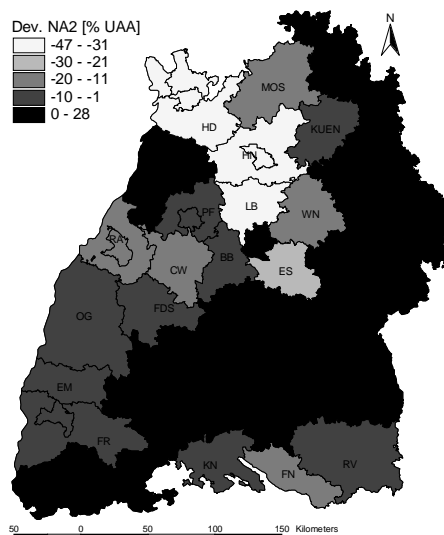 Dev. NA2 [% UAA]
-47 - -31
-30 - -21
-20 - -11
-10 - -1
0 - 28
N
MOS
HD
KUEN
HN
LB
PF
WN
RA
CW
BB
ES
OG
FDS
EM
FR
KN
FN
RV
50 0 50 100 150 Kilometers